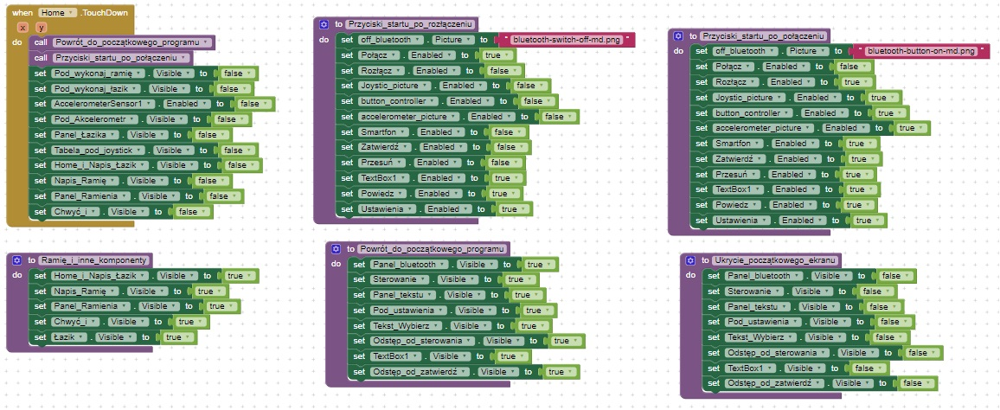 when Home .TouchDown
x y
do call Powrót_do_początkowego_programu
call Przyciski_startu_po_połączeniu
set Pod_wykonaj_ramię . Visible to false
set Pod_wykonaj_łazik . Visible to false
set AccelerometerSensor1 . Enabled to false
set Pod_Akcelerometr . Visible to false
set Panel_Łazika . Visible to false
set Tabela_pod_joystick . Visible to false
set Home_i_Napis_Łazik . Visible to false
set Napis_Ramię . Visible to false
set Panel_Ramienia . Visible to false
set Chwyć_i . Visible to false
to Przyciski_startu_po_rozłączeniu
do set off_bluetooth . Picture to " bluetooth-switch-off-md.png "
set Połącz . Enabled to true
set Rozłącz . Enabled to false
set Joystic_picture . Enabled to false
set button_controller . Enabled to false
set accelerometer_picture . Enabled to false
set Smartfon . Enabled to false
set Zatwierdź . Enabled to false
set Przesuń . Enabled to false
set TextBox1 . Enabled to true
set Powiedz . Enabled to true
set Ustawienia . Enabled to true
to Przyciski_startu_po_połączeniu
do set off_bluetooth . Picture to " bluetooth-button-on-md.png "
set Połącz . Enabled to false
set Rozłącz . Enabled to true
set Joystic_picture . Enabled to true
set button_controller . Enabled to true
set accelerometer_picture . Enabled to true
set Smartfon . Enabled to true
set Zatwierdź . Enabled to true
set Przesuń . Enabled to true
set TextBox1 . Enabled to true
set Powiedz . Enabled to true
set Ustawienia . Enabled to true
to Ramię_i_inne_komponenty
do set Home_i_Napis_Łazik . Visible to true
set Napis_Ramię . Visible to true
set Panel_Ramienia . Visible to true
set Chwyć_i . Visible to true
set Łazik . Visible to true
to Powrót_do_początkowego_programu
do set Panel_bluetooth . Visible to true
set Sterowanie . Visible to true
set Panel_tekstu . Visible to true
set Pod_ustawienia . Visible to true
set Tekst_Wybierz . Visible to true
set Odstęp_od_sterowania . Visible to true
set TextBox1 . Visible to true
set Odstęp_od_zatwierdź . Visible to true
to Ukrycie_początkowego_ekranu
do set Panel_bluetooth . Visible to false
set Sterowanie . Visible to false
set Panel_tekstu . Visible to false
set Pod_ustawienia . Visible to false
set Tekst_Wybierz . Visible to false
set Odstęp_od_sterowania . Visible to false
set TextBox1 . Visible to false
set Odstęp_od_zatwierdź . Visible to false